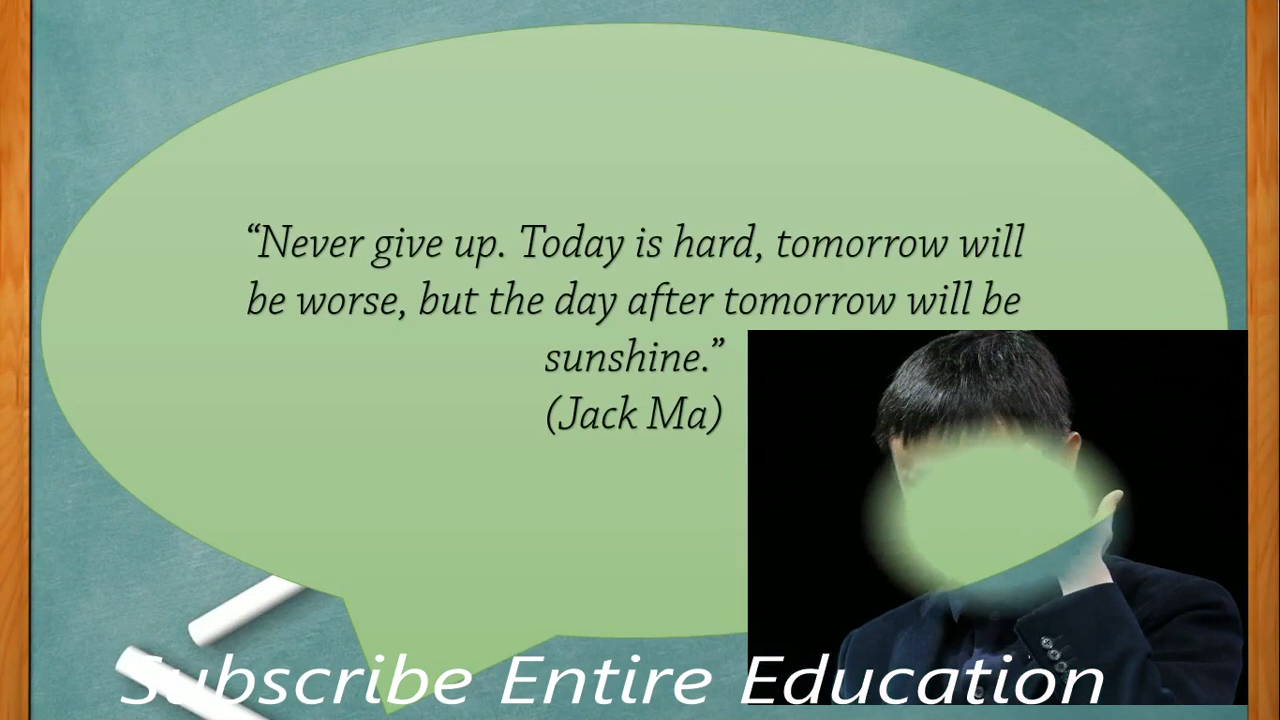 “Never give up. Today is hard, tomorrow will
be worse, but the day after tomorrow will be
sunshine.”
(Jack Ma)
Subscribe Entire Education